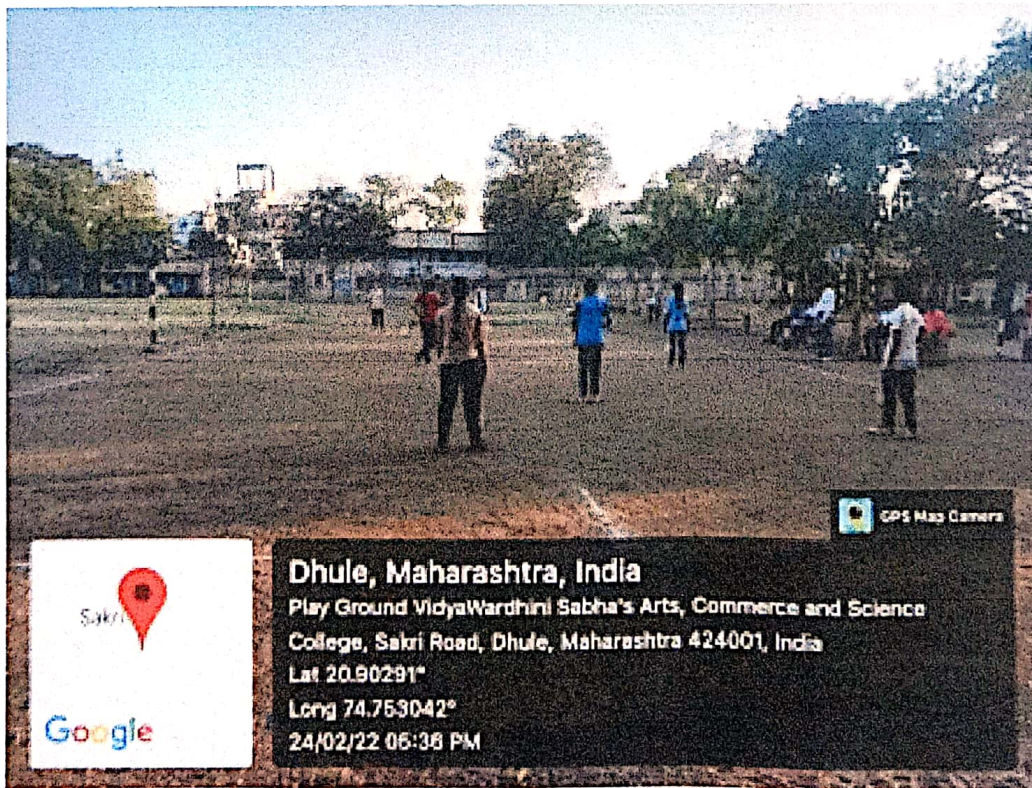 GPS Map Camera
Dhule, Maharashtra, India
Play Ground VidyaWardhini Sabha's Arts, Commerce and Science
College, Sakri Road, Dhule, Maharashtra 424001, India
Lat 20.90291°
Long 74.753042°
24/02/22 06:36 PM
Sakri
Google